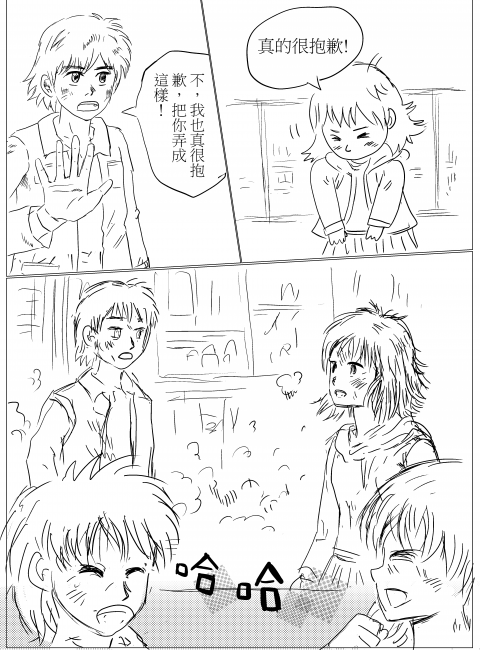 真的很抱歉!
不，我也真很抱
歉，把你弄成
這樣！
哈哈